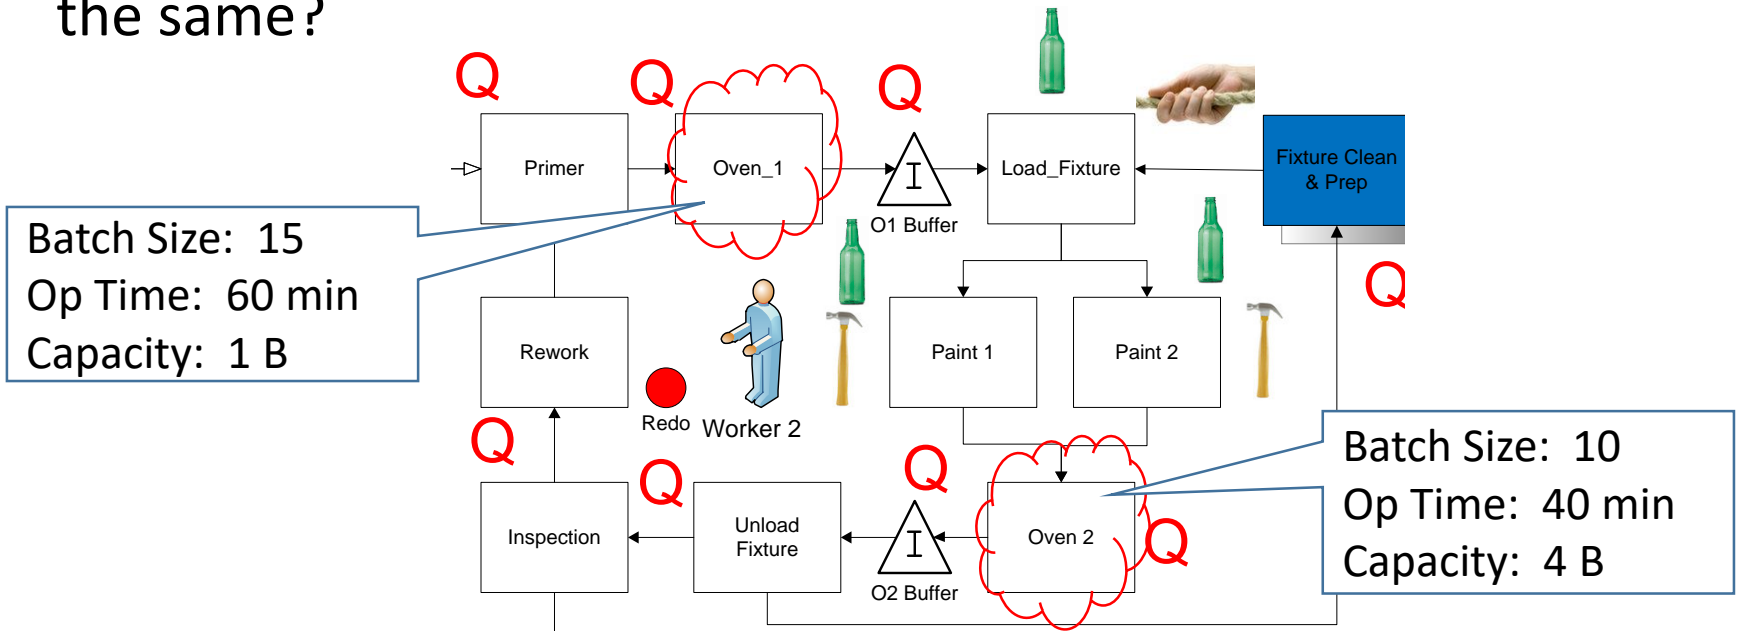 the same?
Q
Q
Q
Primer
Oven_1
I
O1 Buffer
Load_Fixture
Fixture Clean
& Prep
Q
Batch Size: 15
Op Time: 60 min
Capacity: 1 B
Rework
Redo
Worker 2
Paint 1
Paint 2
Q
Q
Q
Q
Inspection
Unload
Fixture
I
O2 Buffer
Oven 2
Batch Size: 10
Op Time: 40 min
Capacity: 4 B